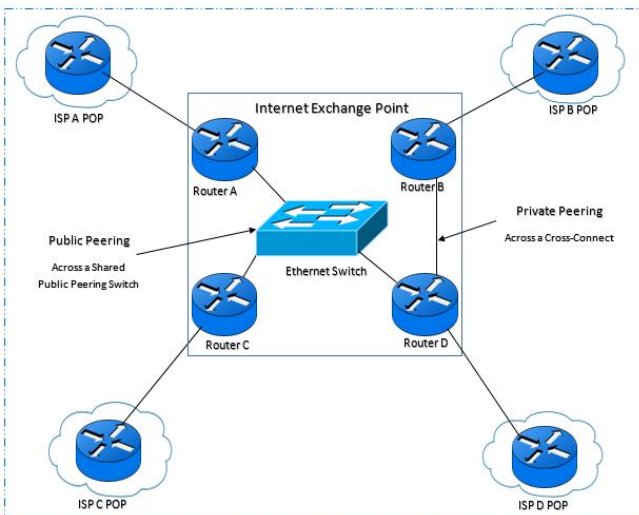 ISP A POP
ISP B POP
Internet Exchange Point
Router A
Router B
Public Peering
Across a Shared
Public Peering Switch
Private Peering
Across a Cross-Connect
Ethernet Switch
Router C
Router D
ISP C POP
ISP D POP